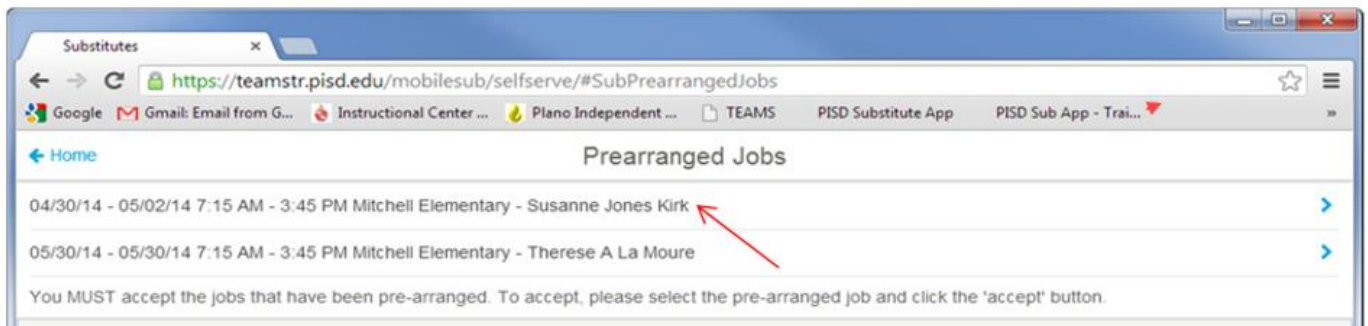 Substitutes
https://teamstr.pisd.edu/mobilesub/selfserve/#SubPrearrangedJobs
Google Gmail: Email from G... Instructional Center ... Plano Independent ... TEAMS PISD Substitute App PISD Sub App - Trai...
Home Prearranged Jobs
04/30/14 - 05/02/14 7:15 AM - 3:45 PM Mitchell Elementary - Susanne Jones Kirk
05/30/14 - 05/30/14 7:15 AM - 3:45 PM Mitchell Elementary - Therese A La Moure
You MUST accept the jobs that have been pre-arranged. To accept, please select the pre-arranged job and click the 'accept' button.